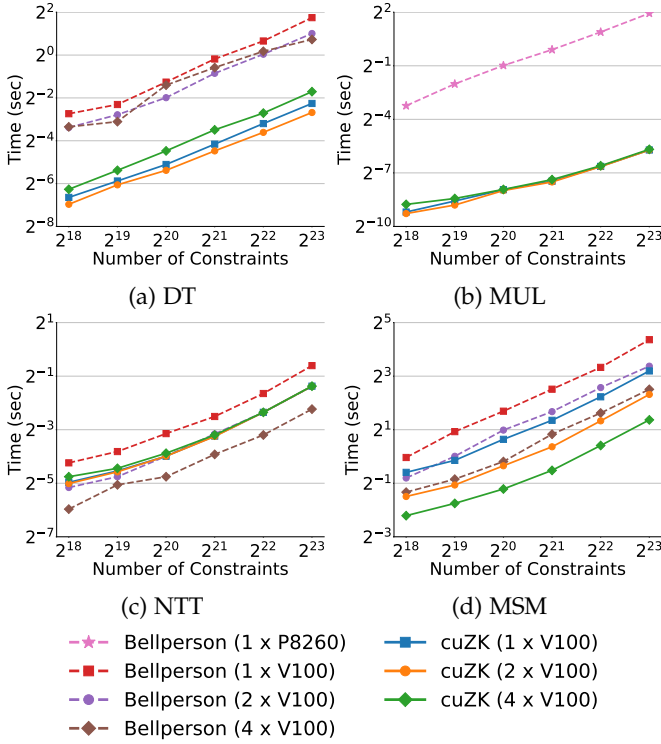 2^2
2^0
2^-2
2^-4
2^-6
2^-8
Time (sec)
2^18 2^19 2^20 2^21 2^22 2^23
Number of Constraints
(a) DT
2^2
2^-1
2^-4
2^-7
2^-10
Time (sec)
2^18 2^19 2^20 2^21 2^22 2^23
Number of Constraints
(b) MUL
2^1
2^-1
2^-3
2^-5
2^-7
Time (sec)
2^18 2^19 2^20 2^21 2^22 2^23
Number of Constraints
(c) NTT
2^5
2^3
2^1
2^-1
2^-3
Time (sec)
2^18 2^19 2^20 2^21 2^22 2^23
Number of Constraints
(d) MSM
Bellperson (1 x P8260)
Bellperson (1 x V100)
Bellperson (2 x V100)
Bellperson (4 x V100)
cuZK (1 x V100)
cuZK (2 x V100)
cuZK (4 x V100)